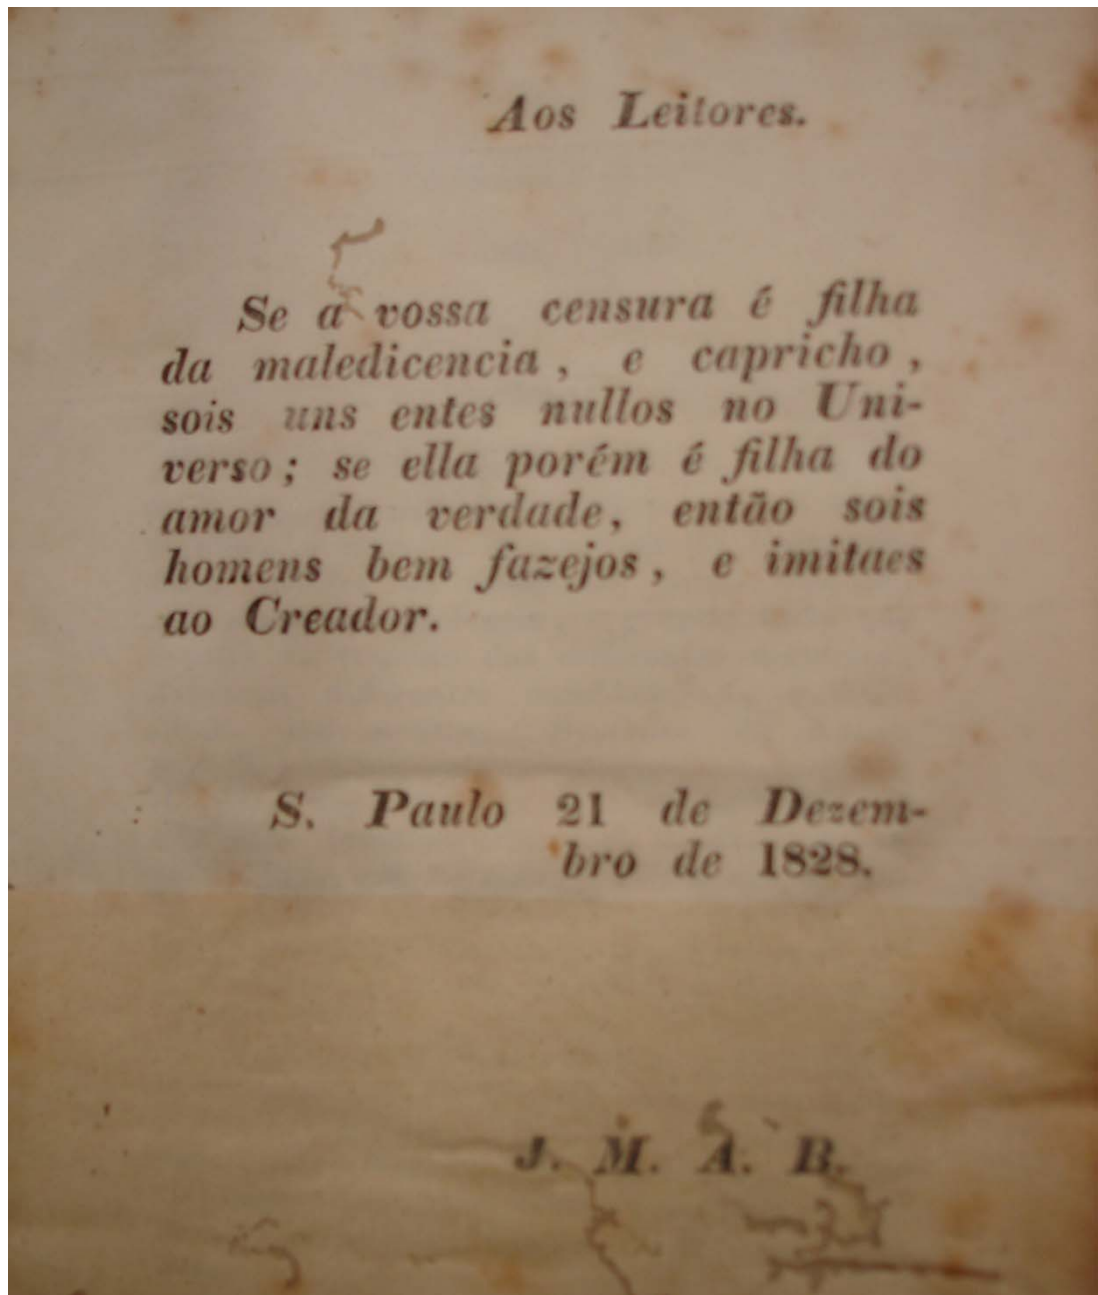 Aos Leitores.
Se a vossa censura é filha
da maledicencia, e capricho,
sois uns entes nullos no Uni-
verso; se ella porém é filha do
amor da verdade, então sois
homens bem fazejos, e imitaes
ao Creador.
S. Paulo 21 de Dezem-
bro de 1828.
J. M. A. B.